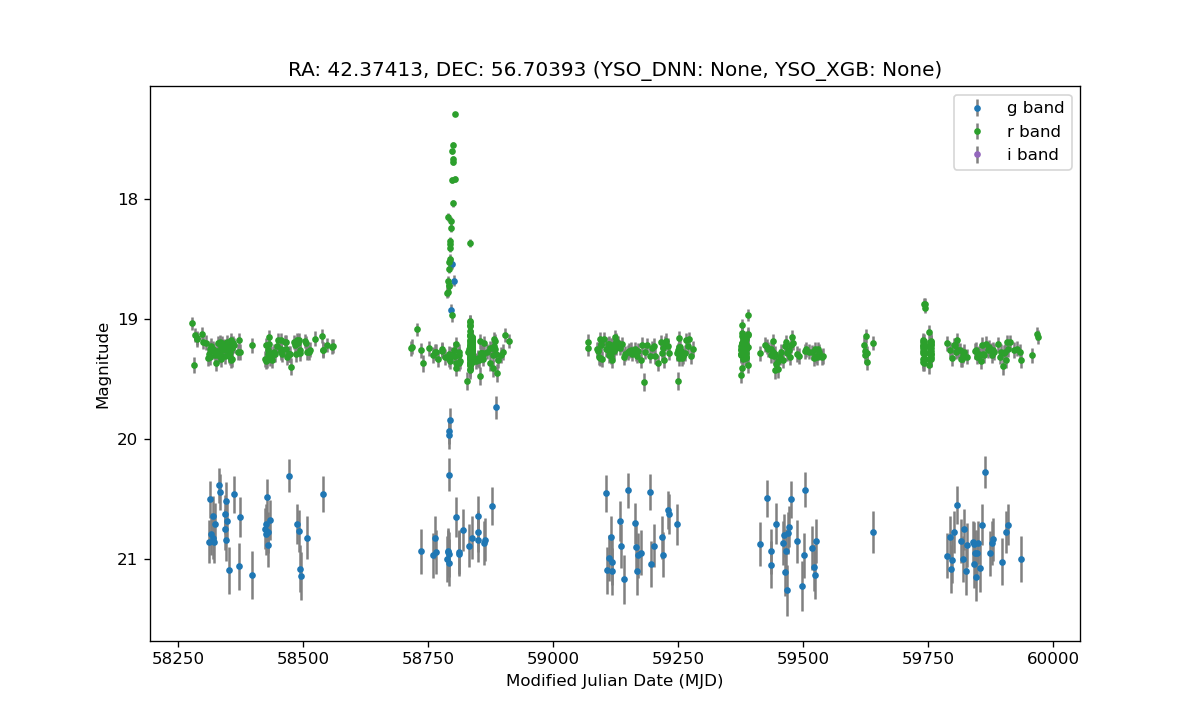 RA: 42.37413, DEC: 56.70393 (YSO_DNN: None, YSO_XGB: None)
g band
r band
i band
18
19
20
21
Magnitude
58250 58500 58750 59000 59250 59500 59750 60000
Modified Julian Date (MJD)